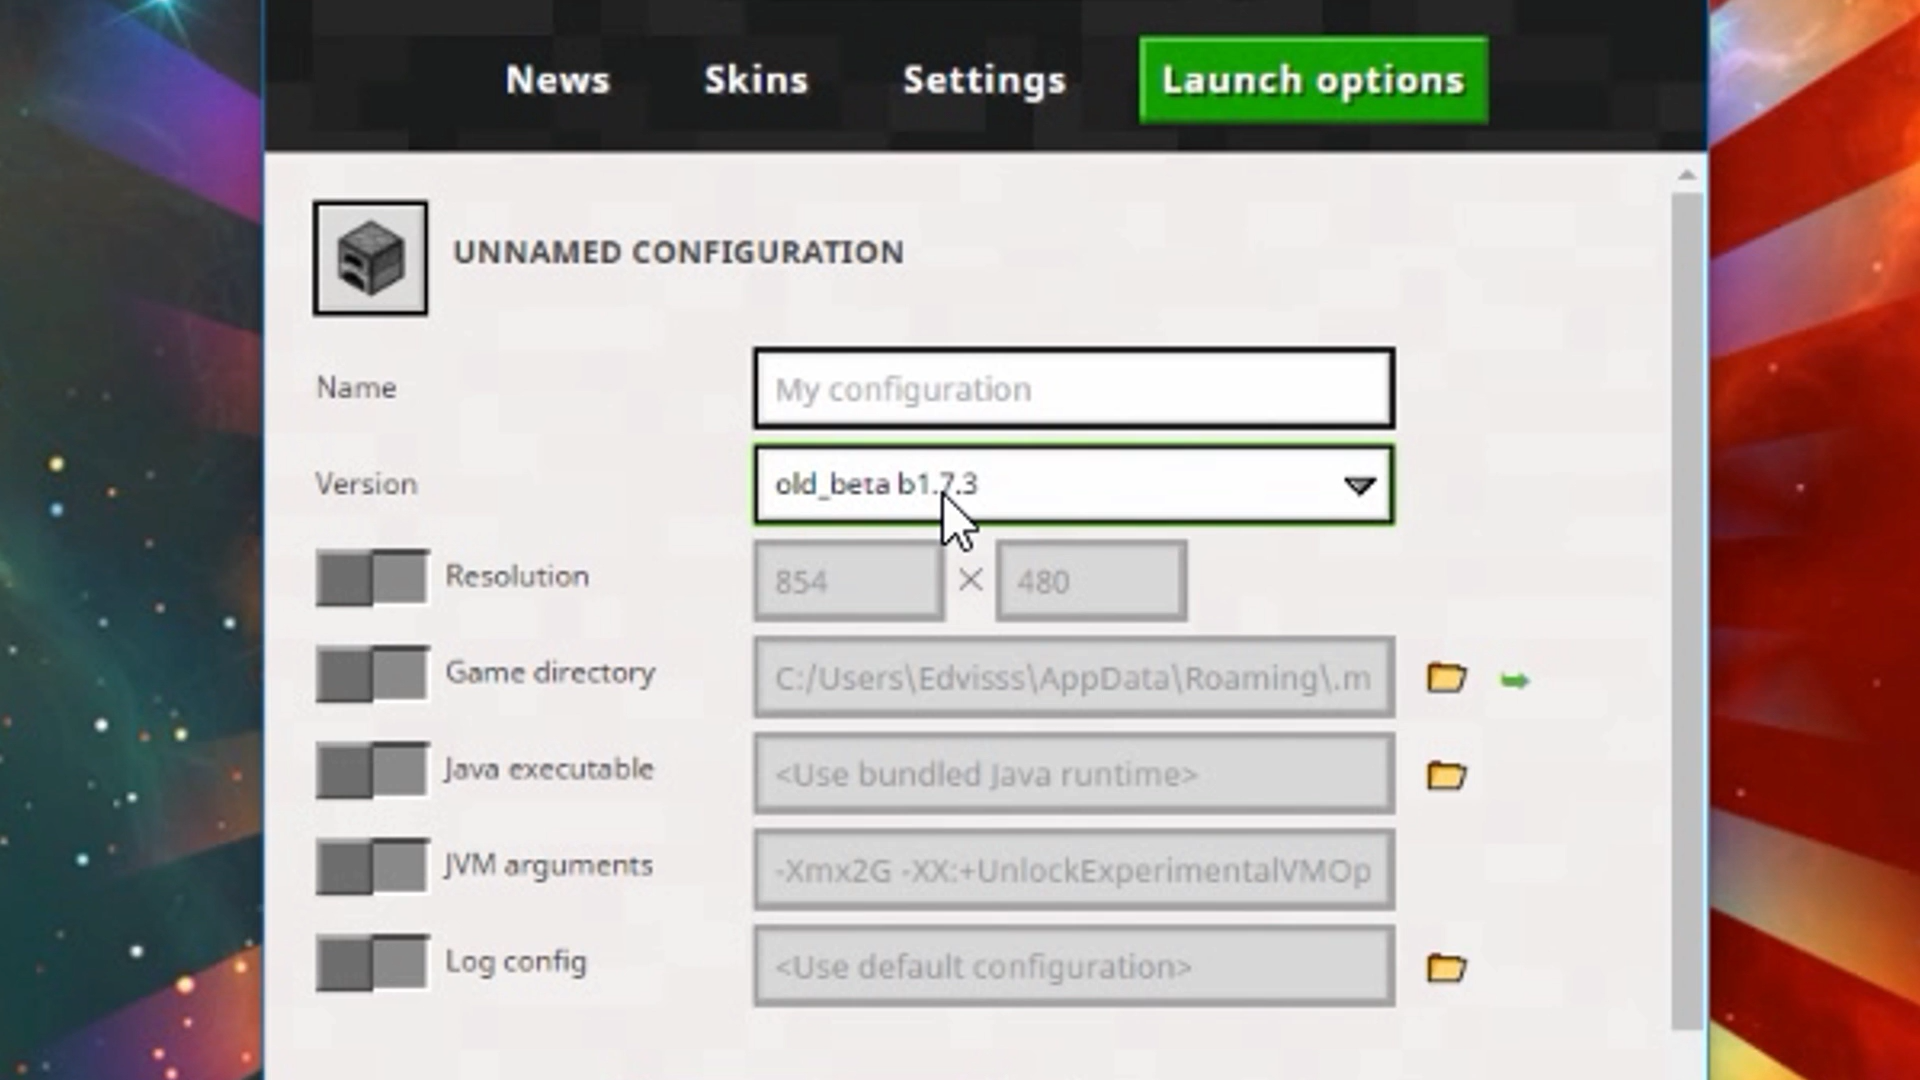 News Skins Settings Launch options
UNNAMED CONFIGURATION
Name My configuration
Version old_beta b1.7.3
Resolution 854 × 480
Game directory C:/Users\Edvisss\AppData\Roaming\.m
Java executable <Use bundled Java runtime>
JVM arguments -Xmx2G -XX:+UnlockExperimentalVMOp
Log config <Use default configuration>